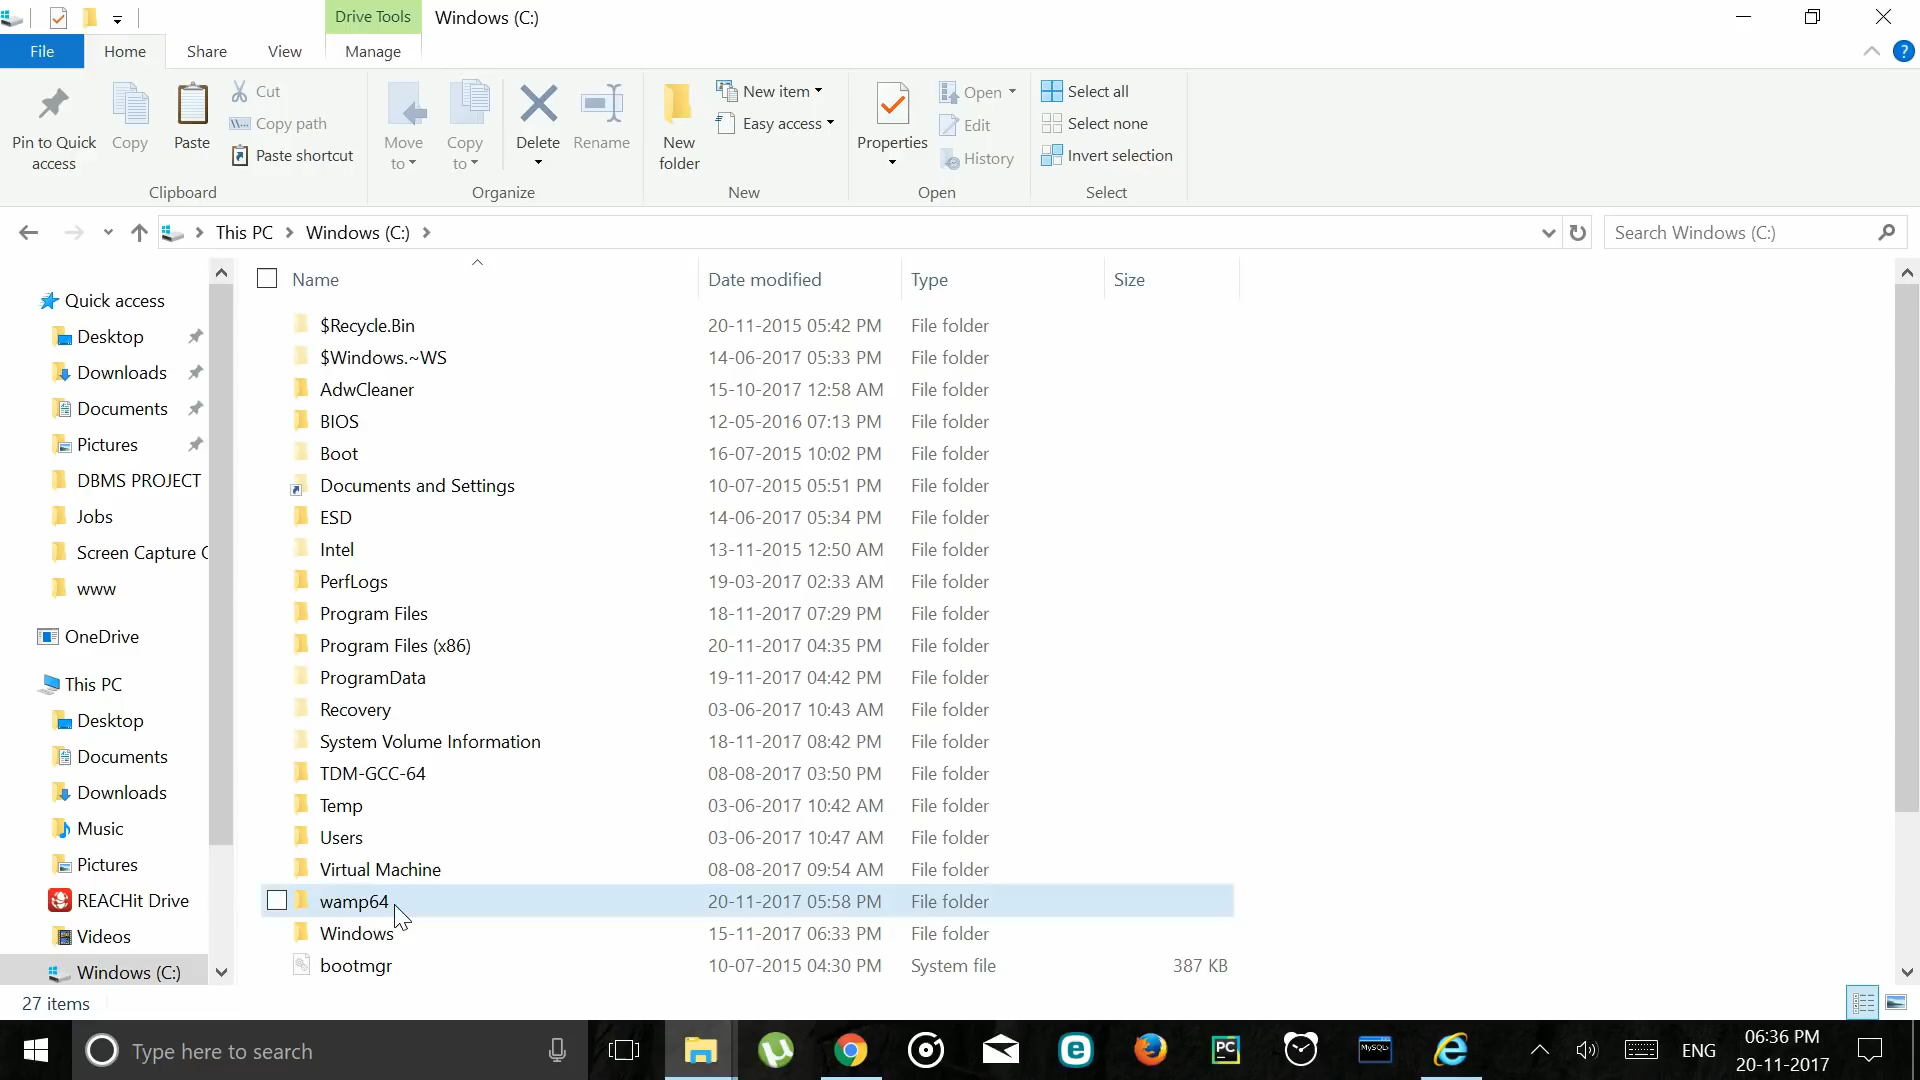 Drive Tools
Windows (C:)
File
Home
Share
View
Manage
Pin to Quick access
Copy
Paste
Cut
Copy path
Paste shortcut
Clipboard
Move to
Copy to
Delete
Rename
Organize
New folder
New item
Easy access
New
Properties
Open
Edit
History
Open
Select all
Select none
Invert selection
Select
This PC
Windows (C:)
Search Windows (C:)
Quick access
Desktop
Downloads
Documents
Pictures
DBMS PROJECT
Jobs
Screen Capture
www
OneDrive
This PC
Desktop
Documents
Downloads
Music
Pictures
REACHit Drive
Videos
Windows (C:)
Name Date modified Type Size
$Recycle.Bin 20-11-2015 05:42 PM File folder
$Windows.~WS 14-06-2017 05:33 PM File folder
AdwCleaner 15-10-2017 12:58 AM File folder
BIOS 12-05-2016 07:13 PM File folder
Boot 16-07-2015 10:02 PM File folder
Documents and Settings 10-07-2015 05:51 PM File folder
ESD 14-06-2017 05:34 PM File folder
Intel 13-11-2015 12:50 AM File folder
PerfLogs 19-03-2017 02:33 AM File folder
Program Files 18-11-2017 07:29 PM File folder
Program Files (x86) 20-11-2017 04:35 PM File folder
ProgramData 19-11-2017 04:42 PM File folder
Recovery 03-06-2017 10:43 AM File folder
System Volume Information 18-11-2017 08:42 PM File folder
TDM-GCC-64 08-08-2017 03:50 PM File folder
Temp 03-06-2017 10:42 AM File folder
Users 03-06-2017 10:47 AM File folder
Virtual Machine 08-08-2017 09:54 AM File folder
wamp64 20-11-2017 05:58 PM File folder
Windows 15-11-2017 06:33 PM File folder
bootmgr 10-07-2015 04:30 PM System file 387 KB
27 items
Type here to search
PC
MySQL
ENG
06:36 PM
20-11-2017